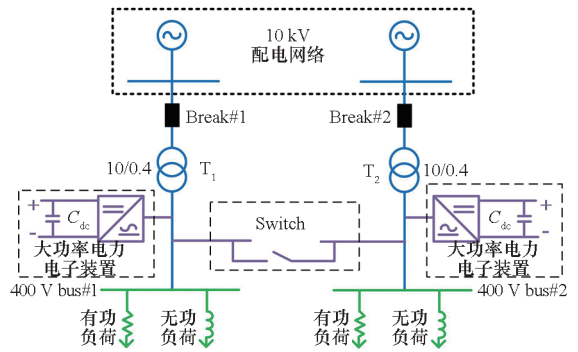 10 kV
配电网络
Break#1
Break#2
10/0.4
T1
T2
10/0.4
+
Cdc
-
大功率电力
电子装置
Switch
Cdc
+
-
大功率电力
电子装置
400 V bus#1
400 V bus#2
有功
负荷
无功
负荷
有功
负荷
无功
负荷